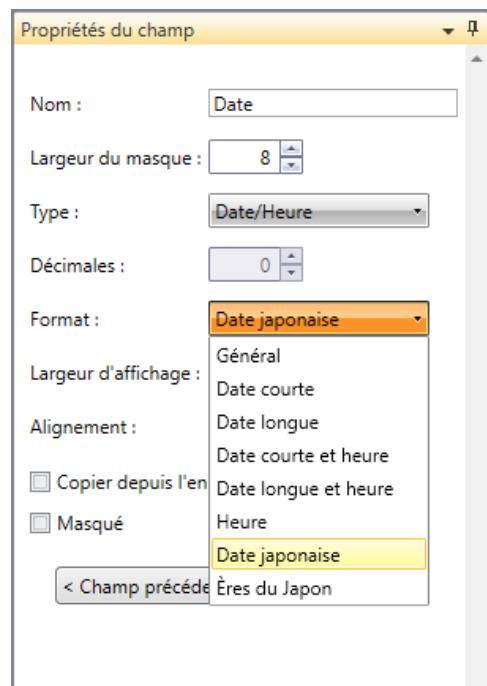 Propriétés du champ
Nom : Date
Largeur du masque : 8
Type : Date/Heure
Décimales : 0
Format : Date japonaise
Général
Largeur d'affichage :
Date courte
Date longue
Alignement :
Date courte et heure
Copier depuis l'en
Date longue et heure
Masqué
Heure
Date japonaise
< Champ précéde
Ères du Japon